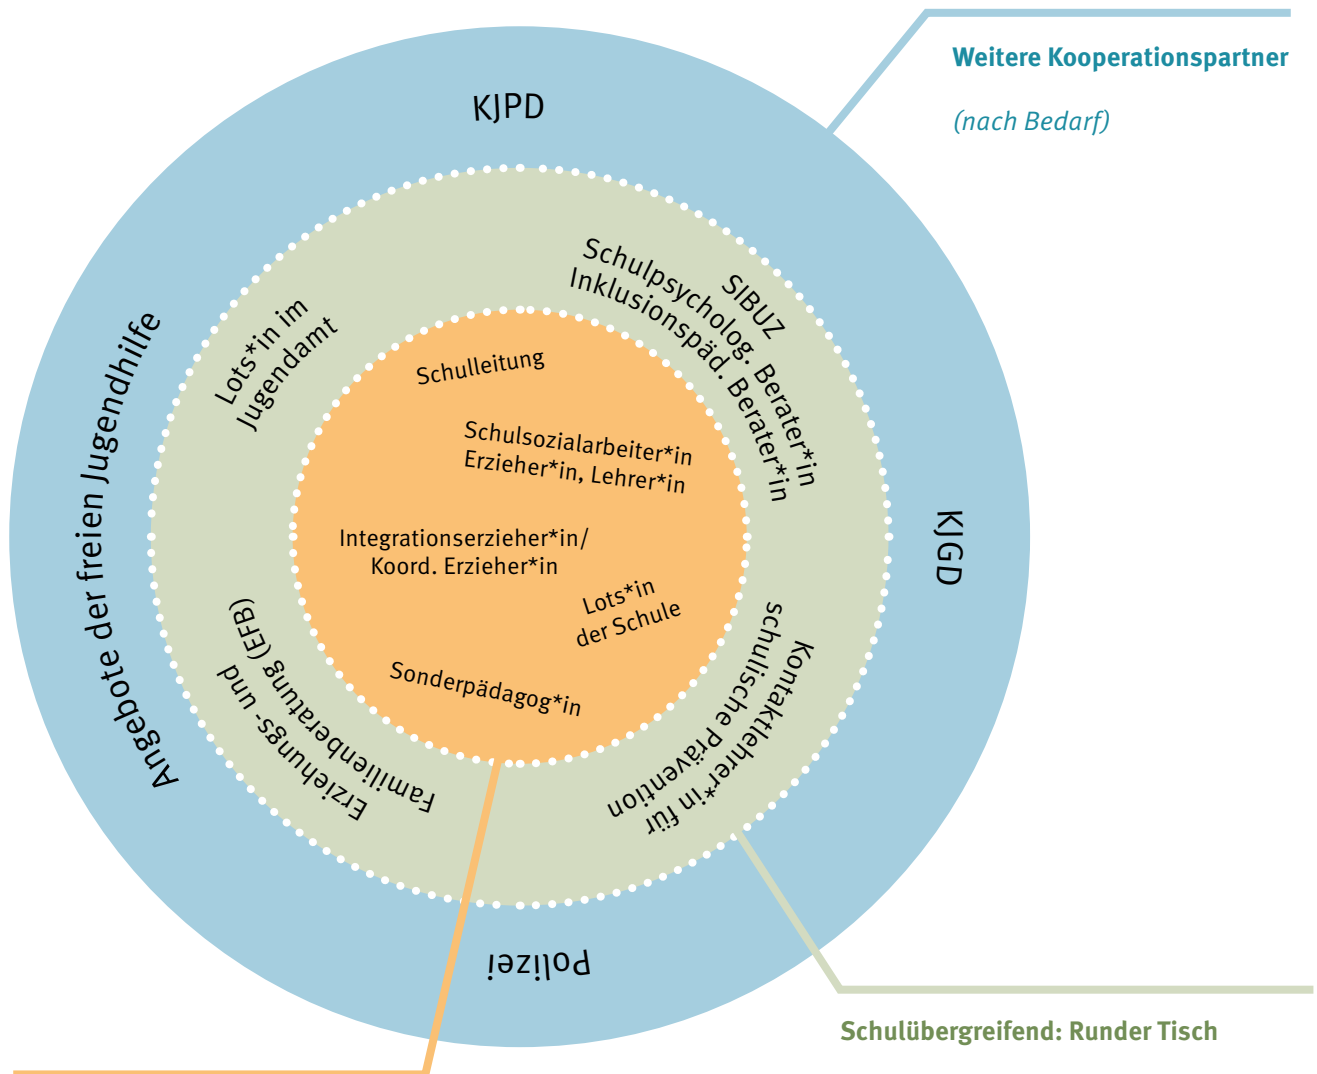 Weitere Kooperationspartner
(nach Bedarf)
KJPD
KJGD
Polizei
Angebote der freien Jugendhilfe
Lots*in im
Jugendamt
SIBUZ
Schulpsycholog. Berater*in
Inklusionspäd. Berater*in
Kontaktlehrer*in für
schulische Prävention
Erziehungs- und
Familienberatung (EFB)
Schulleitung
Schulsozialarbeiter*in
Erzieher*in, Lehrer*in
Integrationserzieher*in/
Koord. Erzieher*in
Lots*in
der Schule
Sonderpädagog*in
Schulübergreifend: Runder Tisch